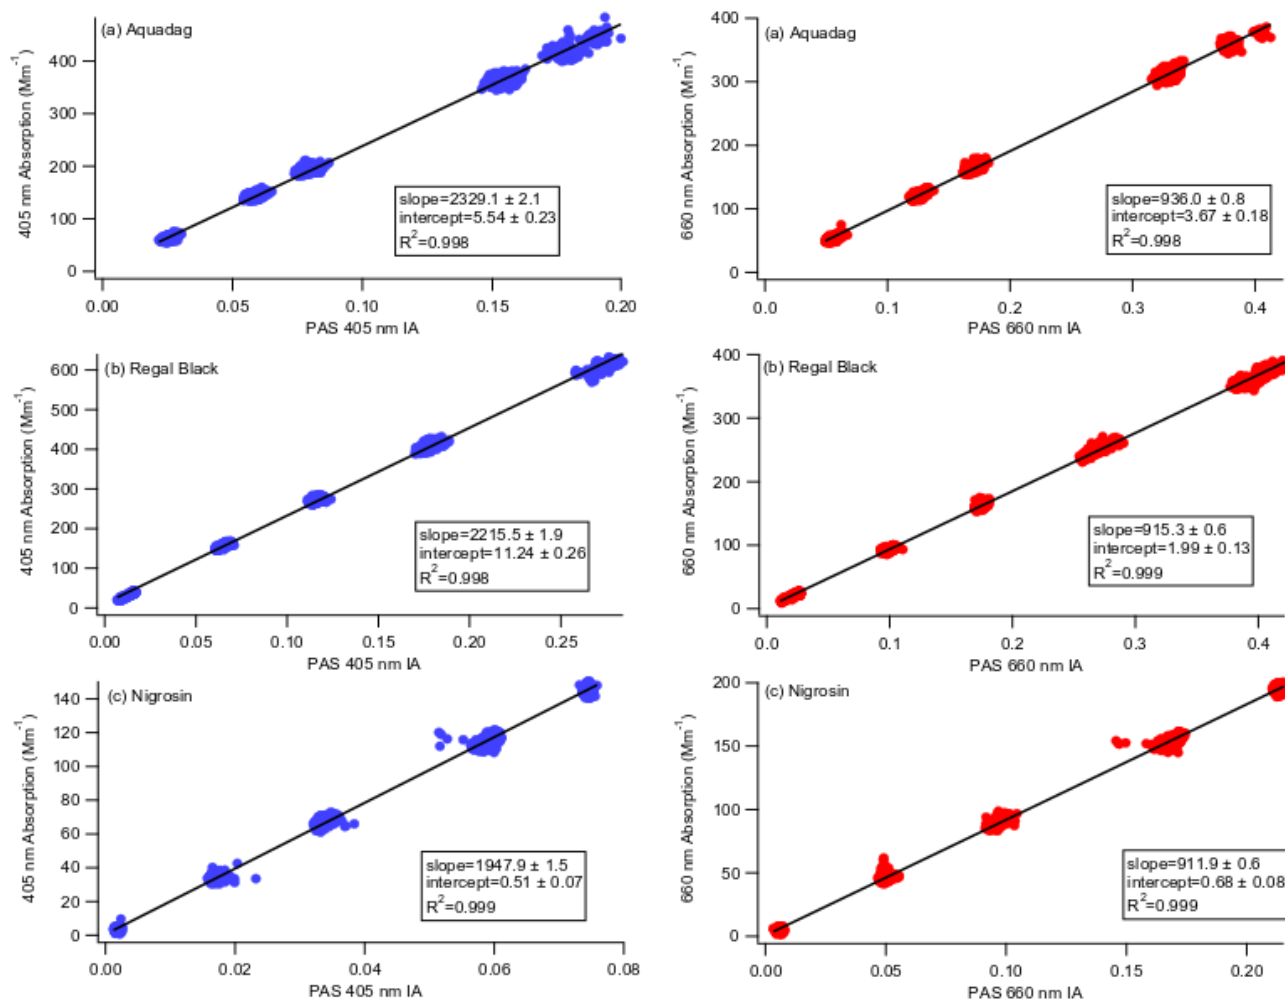 (a) Aquadag
405 nm Absorption (Mm⁻¹)
400
300
200
100
0
slope=2329.1 ± 2.1
intercept=5.54 ± 0.23
R²=0.998
0.00 0.05 0.10 0.15 0.20
PAS 405 nm IA
(a) Aquadag
660 nm Absorption (Mm⁻¹)
400
300
200
100
0
slope=936.0 ± 0.8
intercept=3.67 ± 0.18
R²=0.998
0.0 0.1 0.2 0.3 0.4
PAS 660 nm IA
(b) Regal Black
405 nm Absorption (Mm⁻¹)
600
500
400
300
200
100
0
slope=2215.5 ± 1.9
intercept=11.24 ± 0.26
R²=0.998
0.00 0.05 0.10 0.15 0.20 0.25
PAS 405 nm IA
(b) Regal Black
660 nm Absorption (Mm⁻¹)
400
300
200
100
0
slope=915.3 ± 0.6
intercept=1.99 ± 0.13
R²=0.999
0.0 0.1 0.2 0.3 0.4
PAS 660 nm IA
(c) Nigrosin
405 nm Absorption (Mm⁻¹)
140
120
100
80
60
40
20
0
slope=1947.9 ± 1.5
intercept=0.51 ± 0.07
R²=0.999
0.00 0.02 0.04 0.06 0.08
PAS 405 nm IA
(c) Nigrosin
660 nm Absorption (Mm⁻¹)
200
150
100
50
0
slope=911.9 ± 0.6
intercept=0.68 ± 0.08
R²=0.999
0.00 0.05 0.10 0.15 0.20
PAS 660 nm IA